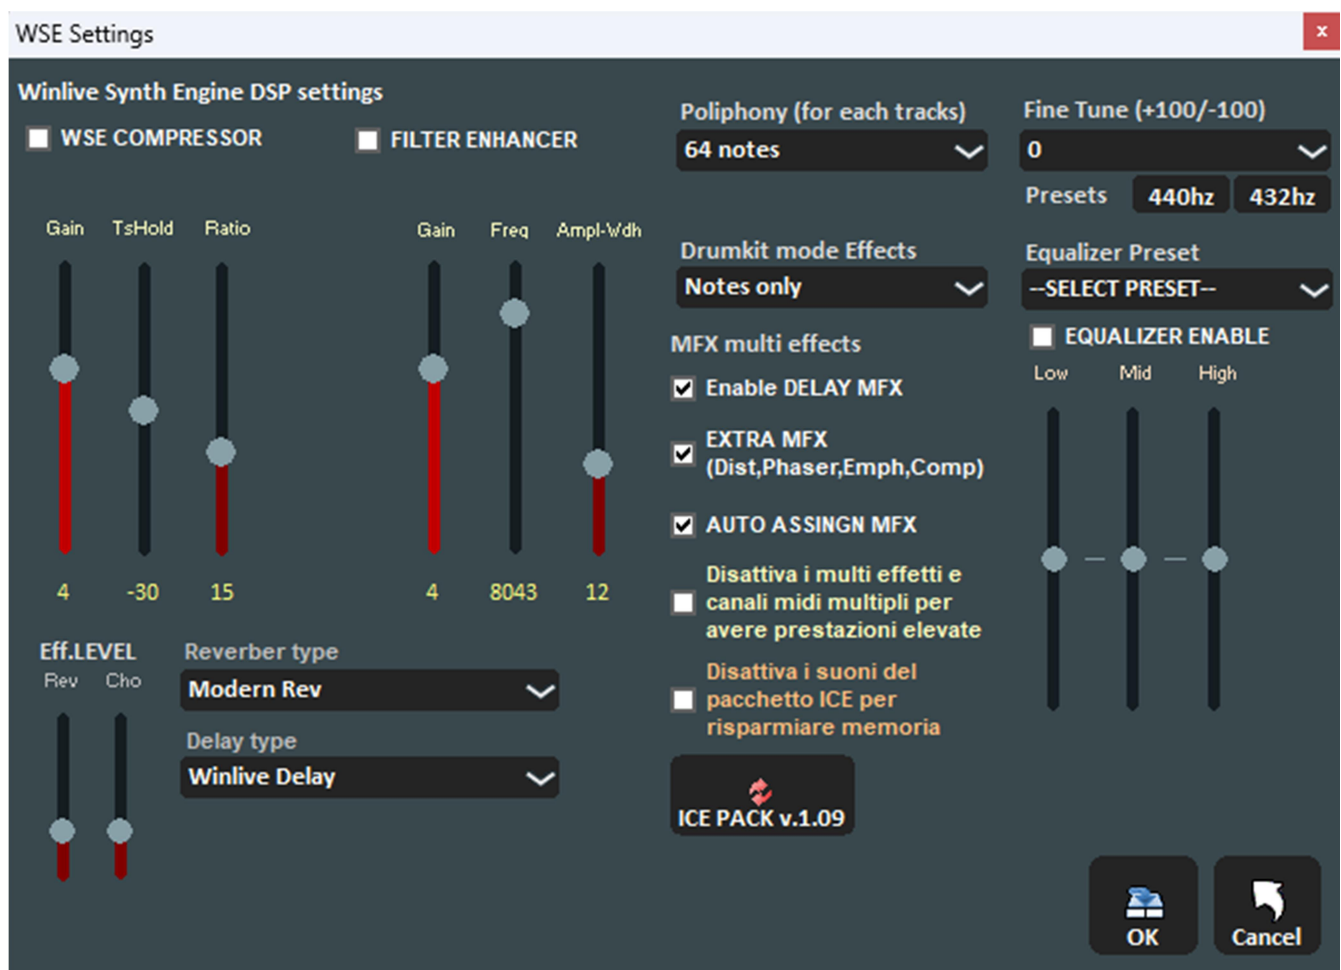 WSE Settings
x
Winlive Synth Engine DSP settings
WSE COMPRESSOR
FILTER ENHANCER
Gain TsHold Ratio
Gain Freq Ampl-Wdh
4 -30 15
4 8043 12
Eff.LEVEL
Rev Cho
Reverber type
Modern Rev
Delay type
Winlive Delay
Poliphony (for each tracks)
64 notes
Drumkit mode Effects
Notes only
MFX multi effects
Enable DELAY MFX
EXTRA MFX
(Dist,Phaser,Emph,Comp)
AUTO ASSINGN MFX
Disattiva i multi effetti e
canali midi multipli per
avere prestazioni elevate
Disattiva i suoni del
pacchetto ICE per
risparmiare memoria
ICE PACK v.1.09
Fine Tune (+100/-100)
0
Presets 440hz 432hz
Equalizer Preset
--SELECT PRESET--
EQUALIZER ENABLE
Low Mid High
OK
Cancel